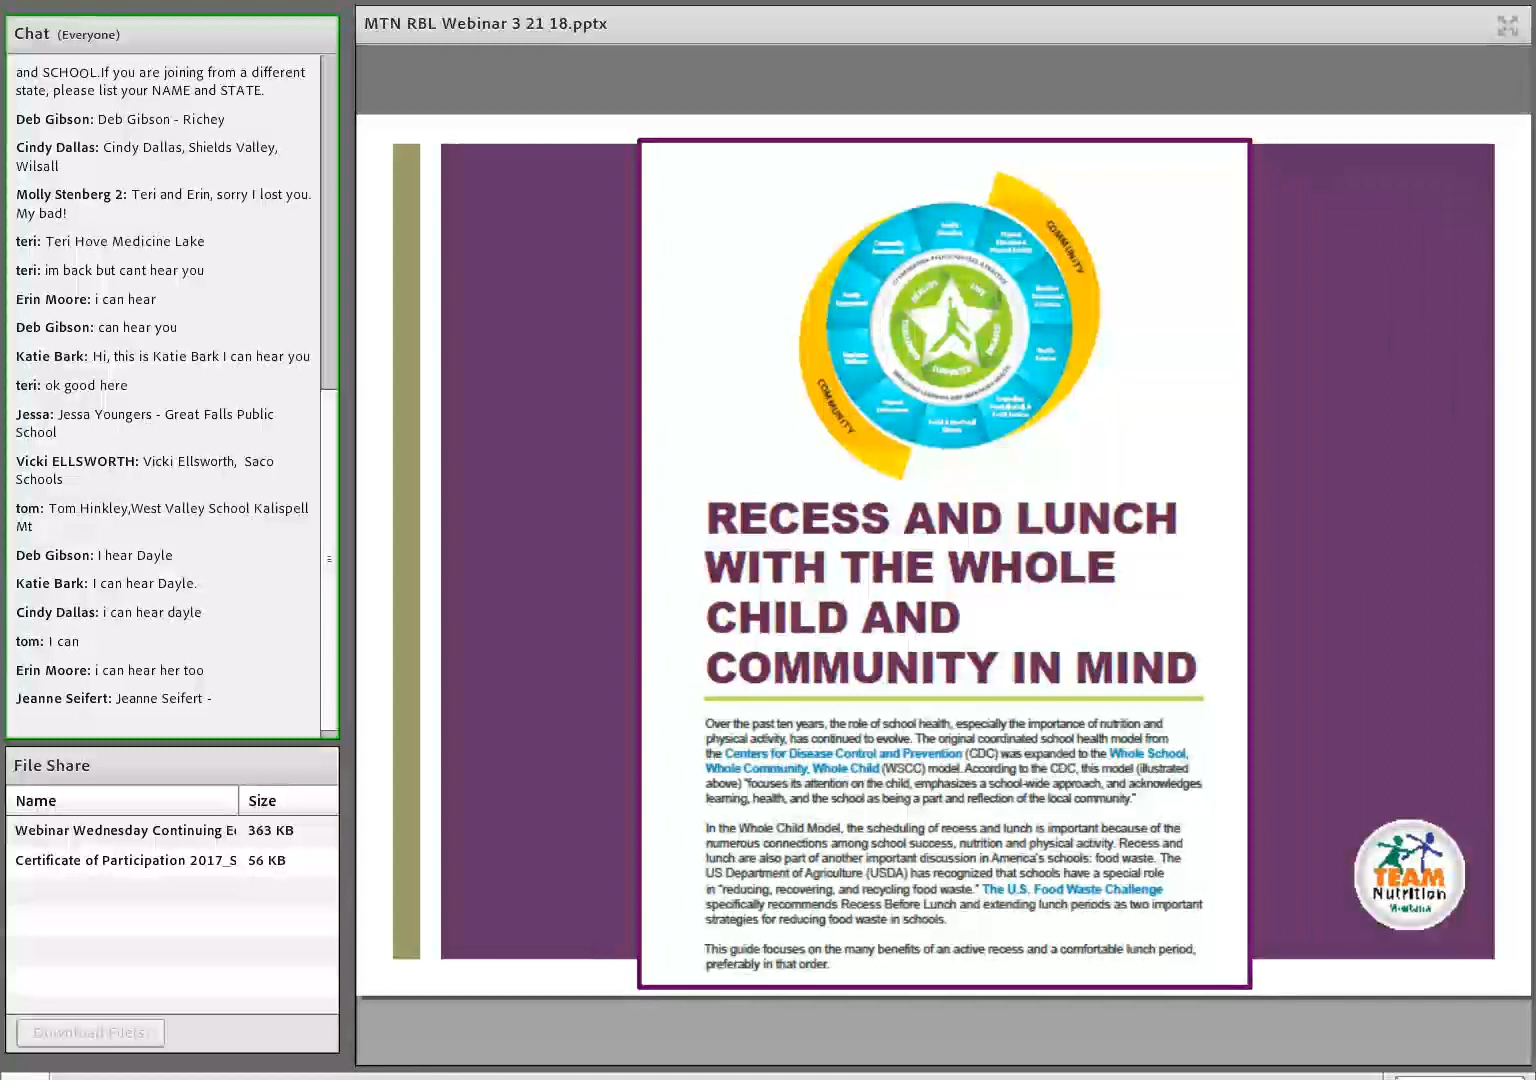 Chat (Everyone)
and SCHOOL.If you are joining from a different
state, please list your NAME and STATE.
Deb Gibson: Deb Gibson - Richey
Cindy Dallas: Cindy Dallas, Shields Valley,
Wilsall
Molly Stenberg 2: Teri and Erin, sorry I lost you.
My bad!
teri: Teri Hove Medicine Lake
teri: im back but cant hear you
Erin Moore: i can hear
Deb Gibson: can hear you
Katie Bark: Hi, this is Katie Bark I can hear you
teri: ok good here
Jessa: Jessa Youngers - Great Falls Public
School
Vicki ELLSWORTH: Vicki Ellsworth, Saco
Schools
tom: Tom Hinkley,West Valley School Kalispell
Mt
Deb Gibson: I hear Dayle
Katie Bark: I can hear Dayle.
Cindy Dallas: i can hear dayle
tom: I can
Erin Moore: i can hear her too
Jeanne Seifert: Jeanne Seifert -
File Share
Name Size
Webinar Wednesday Continuing E 363 KB
Certificate of Participation 2017_S 56 KB
Download File(s)
MTN RBL Webinar 3 21 18.pptx
COMMUNITY
COMMUNITY
RECESS AND LUNCH
WITH THE WHOLE
CHILD AND
COMMUNITY IN MIND
Over the past ten years, the role of school health, especially the importance of nutrition and
physical activity, has continued to evolve. The original coordinated school health model from
the Centers for Disease Control and Prevention (CDC) was expanded to the Whole School,
Whole Community, Whole Child (WSCC) model. According to the CDC, this model (illustrated
above) "focuses its attention on the child, emphasizes a school-wide approach, and acknowledges
learning, health, and the school as being a part and reflection of the local community."
In the Whole Child Model, the scheduling of recess and lunch is important because of the
numerous connections among school success, nutrition and physical activity. Recess and
lunch are also part of another important discussion in America's schools: food waste. The
US Department of Agriculture (USDA) has recognized that schools have a special role
in "reducing, recovering, and recycling food waste." The U.S. Food Waste Challenge
specifically recommends Recess Before Lunch and extending lunch periods as two important
strategies for reducing food waste in schools.
This guide focuses on the many benefits of an active recess and a comfortable lunch period,
preferably in that order.
TEAM
Nutrition
Montana